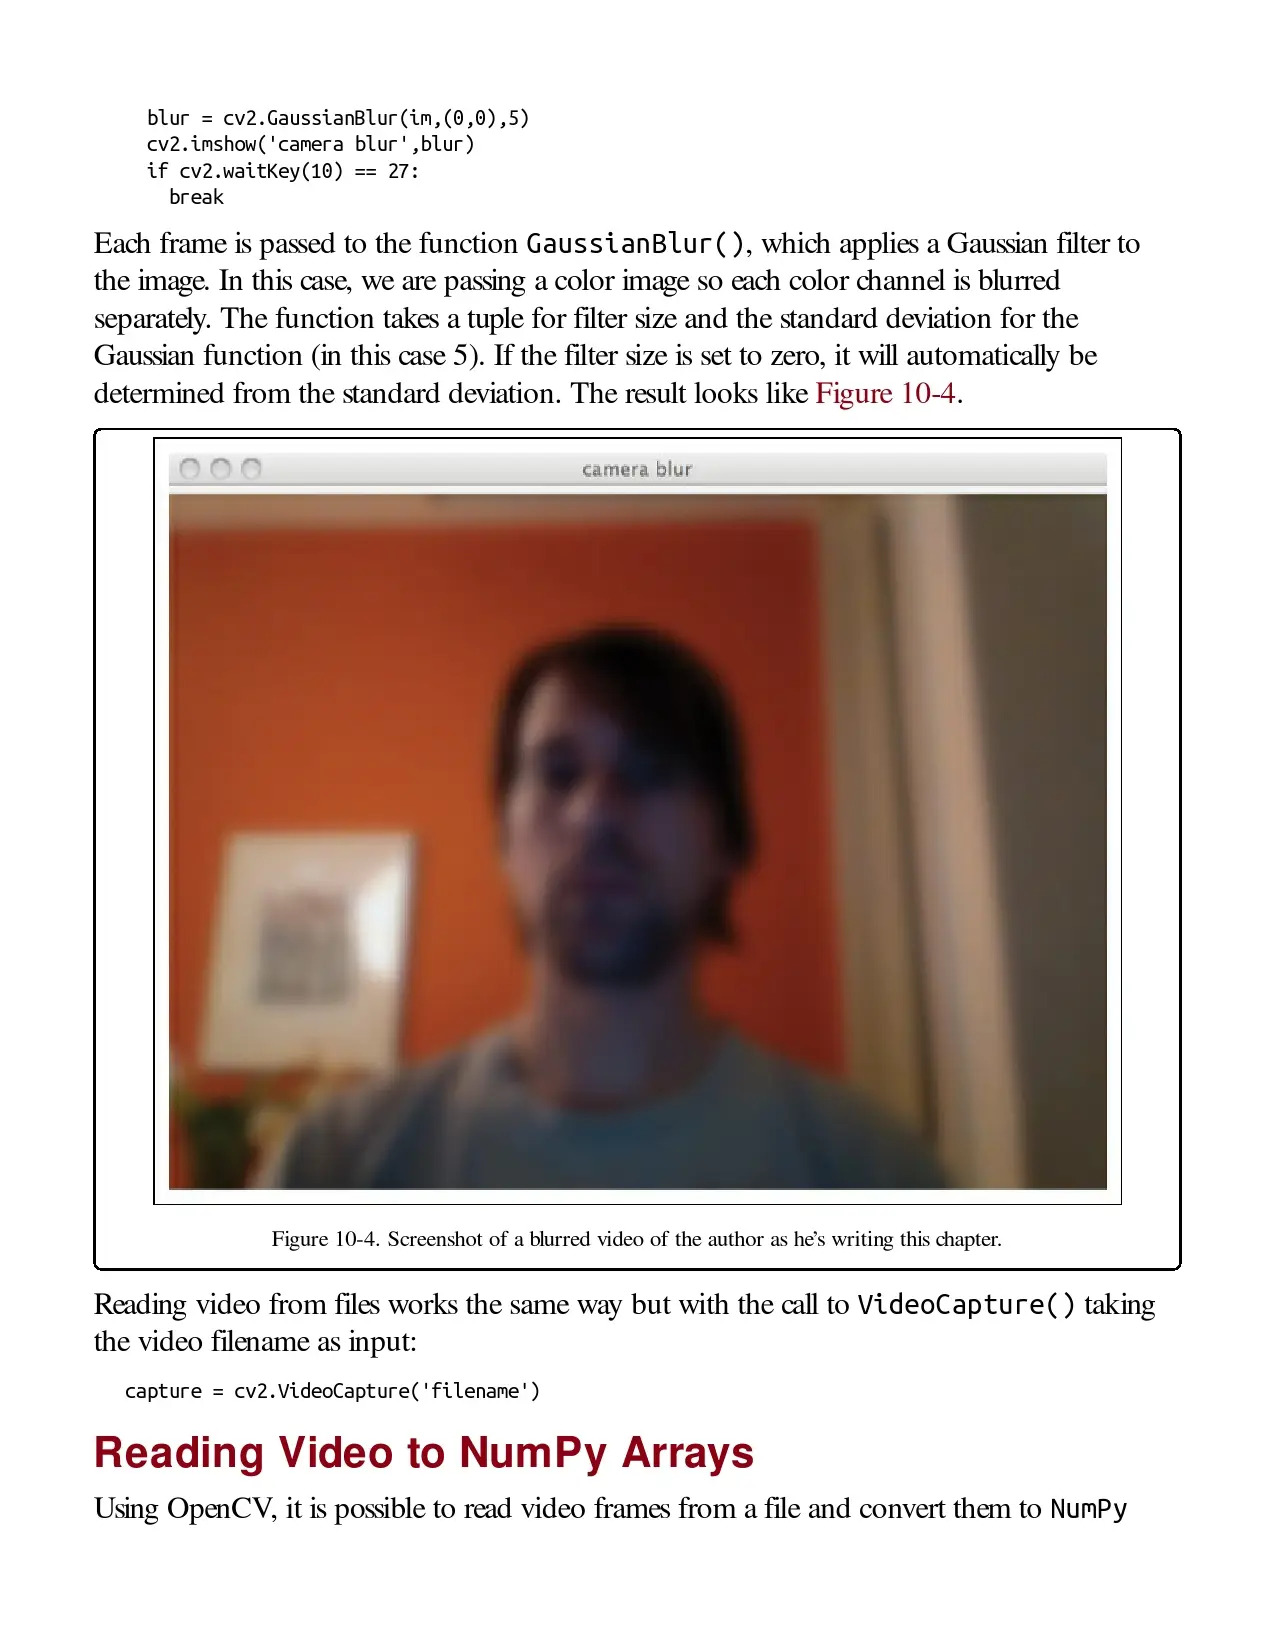 blur = cv2.GaussianBlur(im,(0,0),5)
cv2.imshow('camera blur',blur)
if cv2.waitKey(10) == 27:
break
Each frame is passed to the function GaussianBlur(), which applies a Gaussian filter to
the image. In this case, we are passing a color image so each color channel is blurred
separately. The function takes a tuple for filter size and the standard deviation for the
Gaussian function (in this case 5). If the filter size is set to zero, it will automatically be
determined from the standard deviation. The result looks like Figure 10-4.
camera blur
Figure 10-4. Screenshot of a blurred video of the author as he’s writing this chapter.
Reading video from files works the same way but with the call to VideoCapture() taking
the video filename as input:
capture = cv2.VideoCapture('filename')
Reading Video to NumPy Arrays
Using OpenCV, it is possible to read video frames from a file and convert them to NumPy